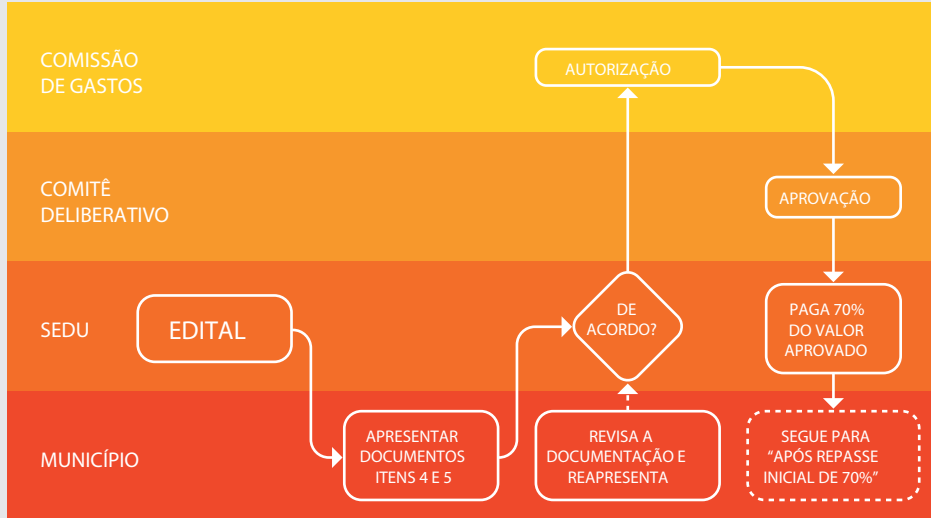 COMISSÃO
DE GASTOS
AUTORIZAÇÃO
COMITÊ
DELIBERATIVO
APROVAÇÃO
SEDU
EDITAL
DE
ACORDO?
PAGA 70%
DO VALOR
APROVADO
MUNICÍPIO
APRESENTAR
DOCUMENTOS
ITENS 4 E 5
REVISA A
DOCUMENTAÇÃO E
REAPRESENTA
SEGUE PARA
“APÓS REPASSE
INICIAL DE 70%”